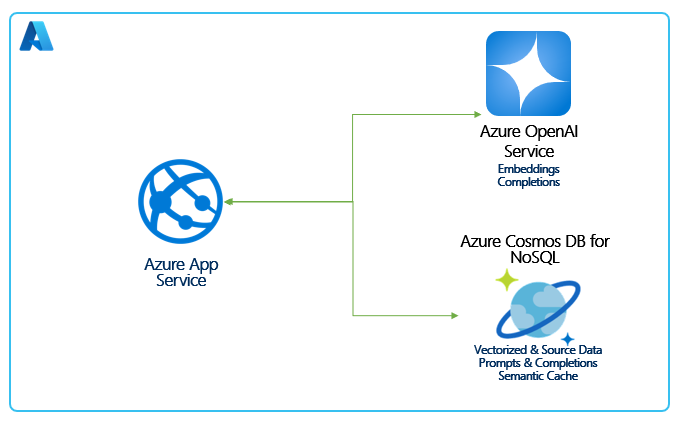 Azure OpenAI
Service
Embeddings
Completions
Azure App
Service
Azure Cosmos DB for
NoSQL
Vectorized & Source Data
Prompts & Completions
Semantic Cache